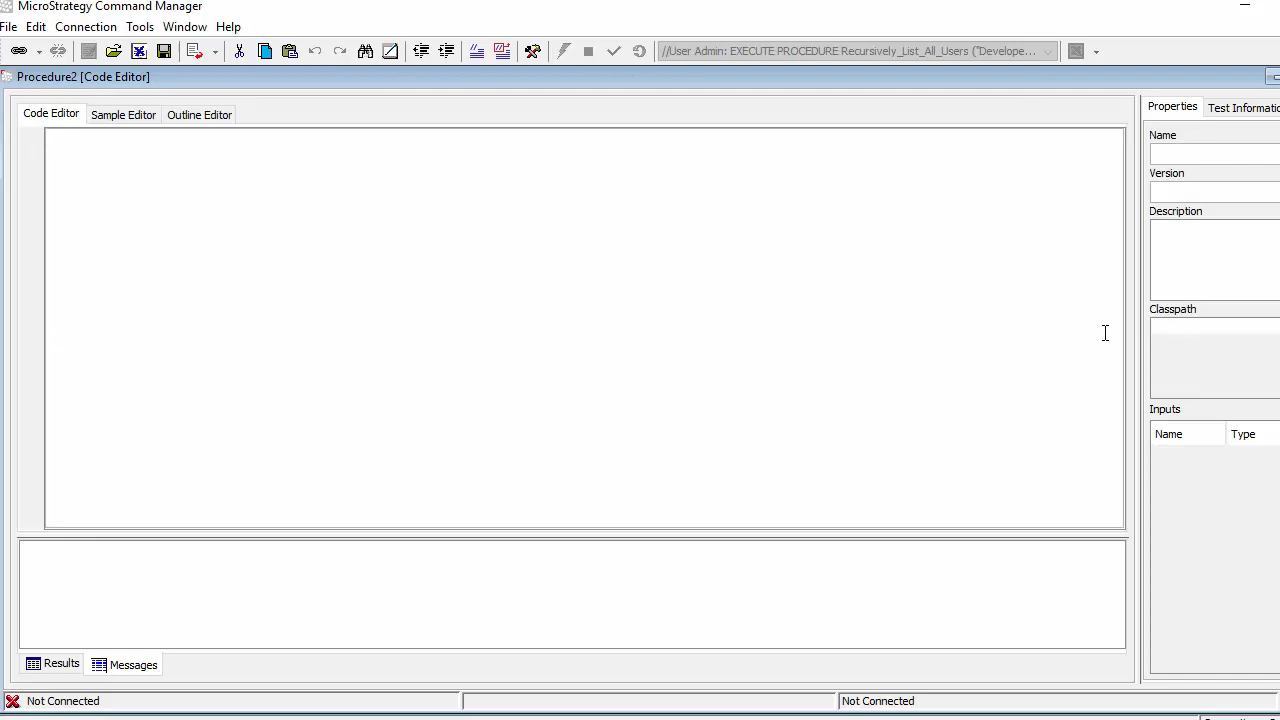 MicroStrategy Command Manager
File Edit Connection Tools Window Help
//User Admin: EXECUTE PROCEDURE Recursively_List_All_Users ("Develope...
Procedure2 [Code Editor]
Code Editor Sample Editor Outline Editor
Properties Test Informatio
Name
Version
Description
Classpath
Inputs
Name Type
Results Messages
Not Connected Not Connected